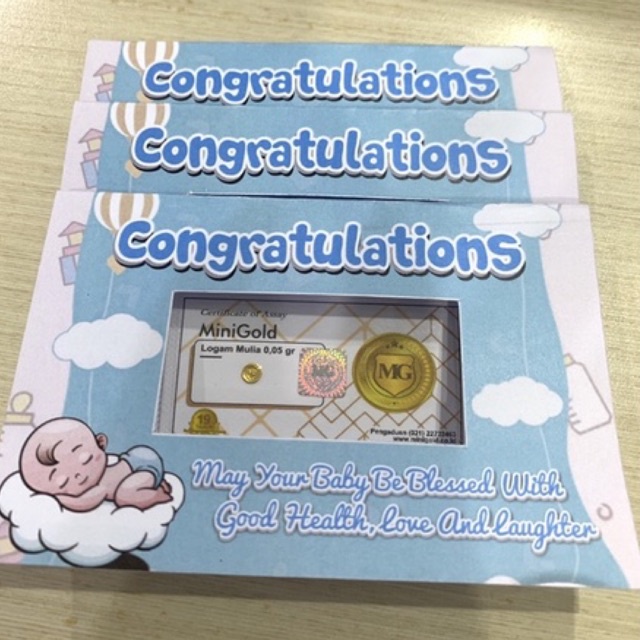 Congratulations
Congratulations
Congratulations
Certificate of Assay
MiniGold
Logam Mulia 0,05 gr
MG
MG
May Your Baby Be Blessed With
Good Health, Love And Laughter